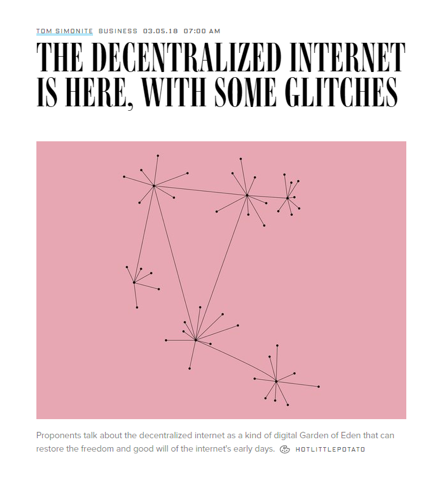 TOM SIMONITE BUSINESS 03.05.18 07:00 AM
THE DECENTRALIZED INTERNET
IS HERE, WITH SOME GLITCHES
Proponents talk about the decentralized internet as a kind of digital Garden of Eden that can
restore the freedom and good will of the internet's early days. HOTLITTLEPOTATO